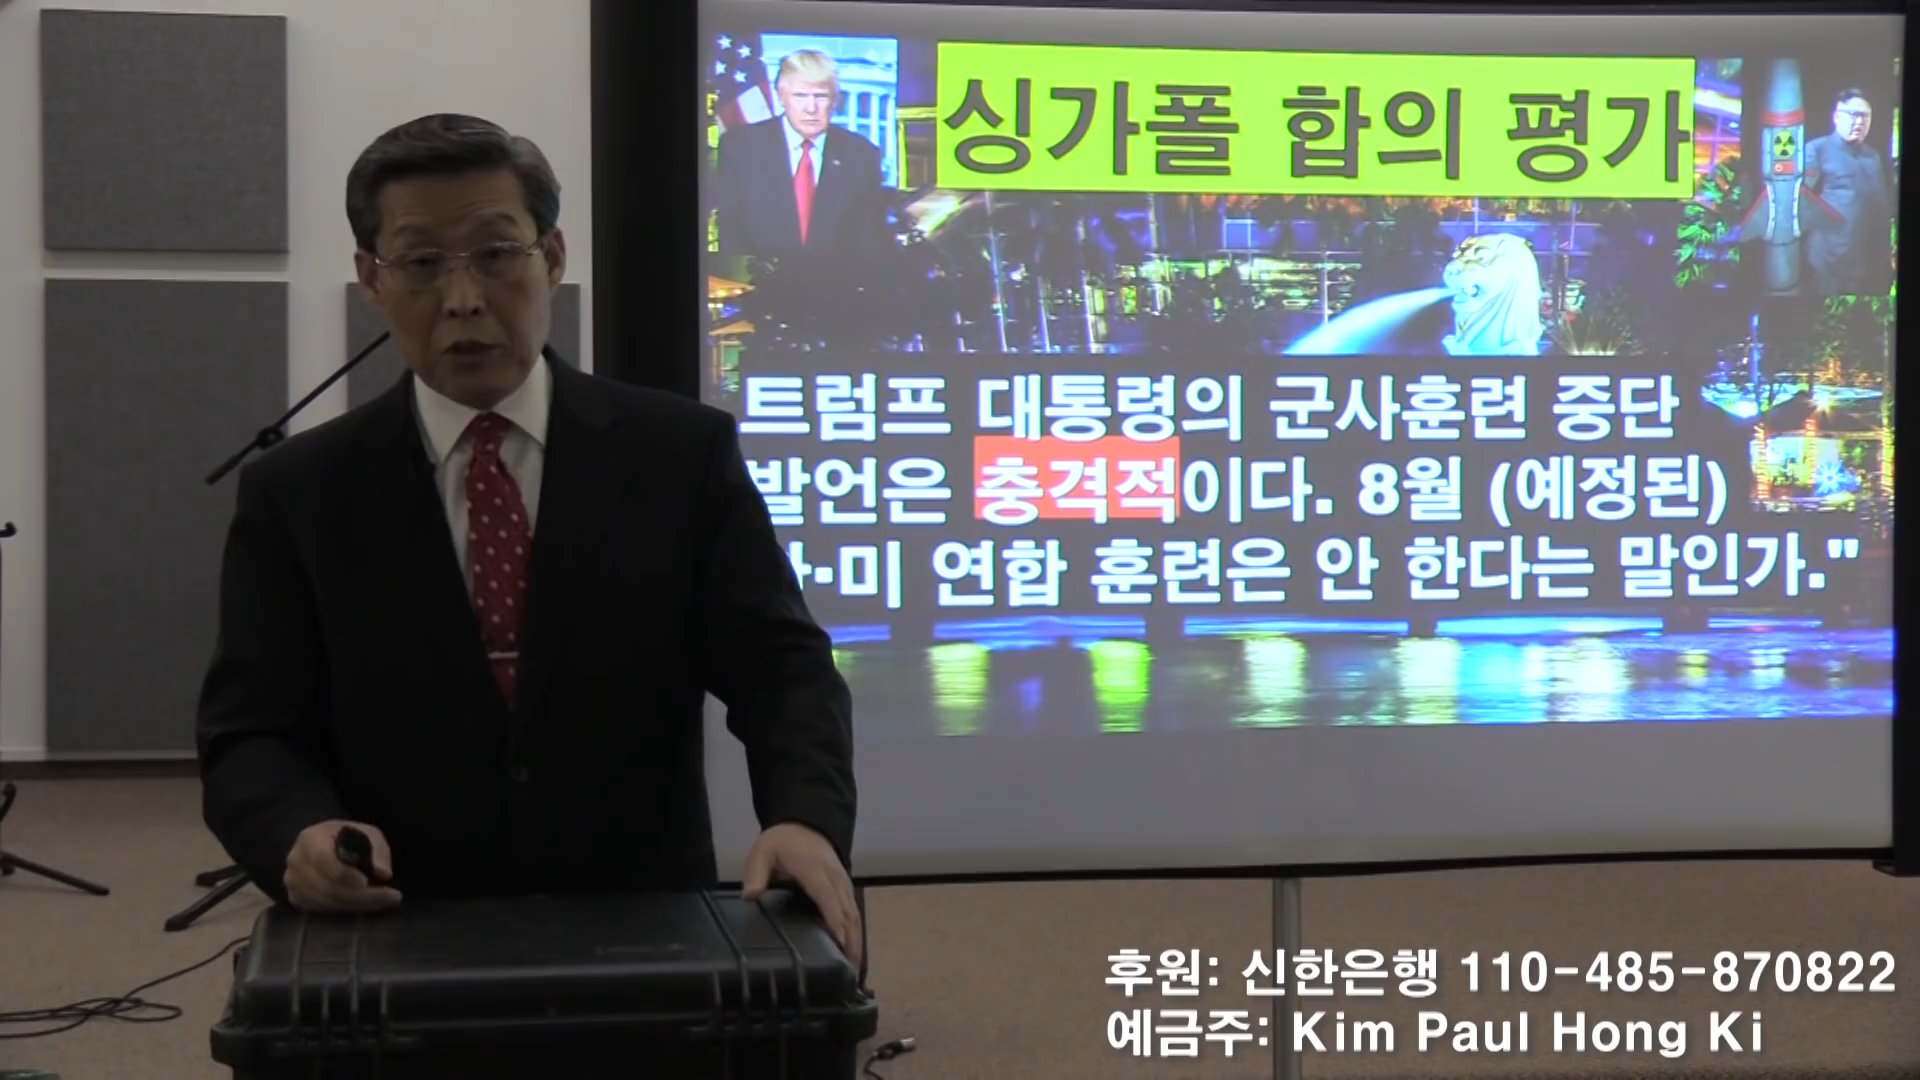 싱가폴 합의 평가
트럼프 대통령의 군사훈련 중단
발언은 충격적이다. 8월 (예정된)
·미 연합 훈련은 안 한다는 말인가."
후원: 신한은행 110-485-870822
예금주: Kim Paul Hong Ki